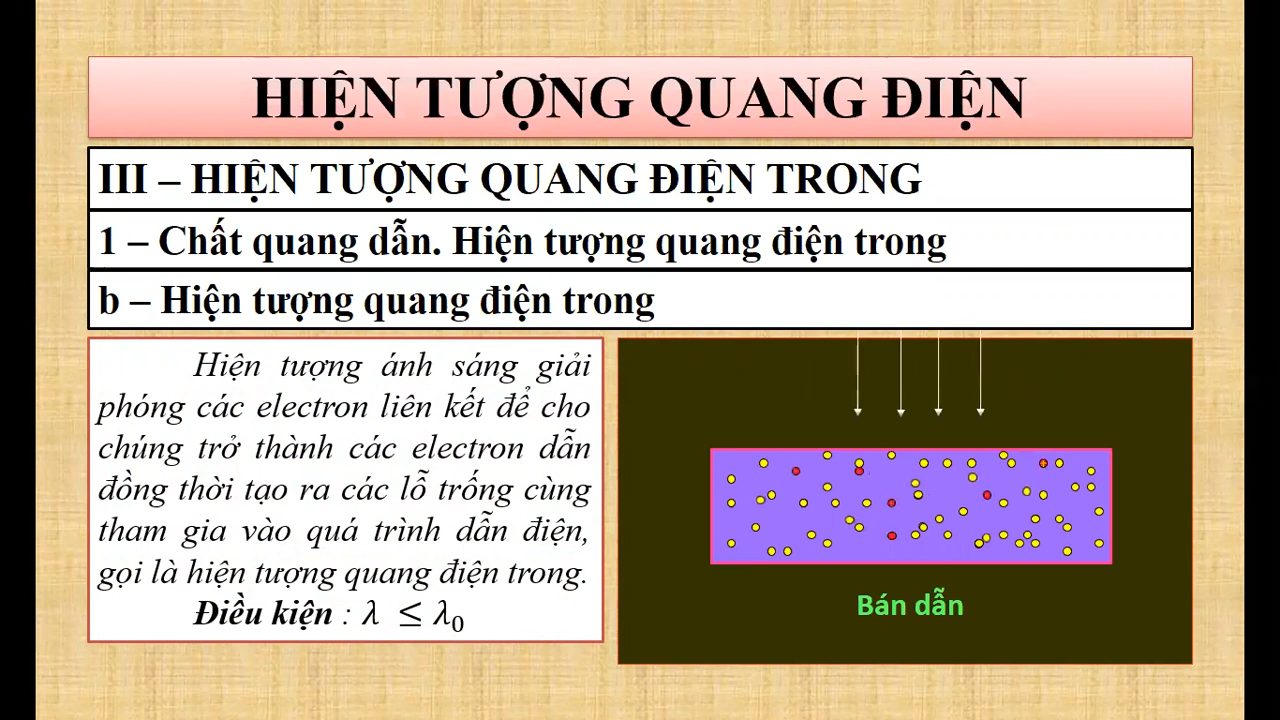 HIỆN TƯỢNG QUANG ĐIỆN
III – HIỆN TƯỢNG QUANG ĐIỆN TRONG
1 – Chất quang dẫn. Hiện tượng quang điện trong
b – Hiện tượng quang điện trong
Hiện tượng ánh sáng giải
phóng các electron liên kết để cho
chúng trở thành các electron dẫn
đồng thời tạo ra các lỗ trống cùng
tham gia vào quá trình dẫn điện,
gọi là hiện tượng quang điện trong.
Điều kiện : λ ≤ λ₀
Bán dẫn